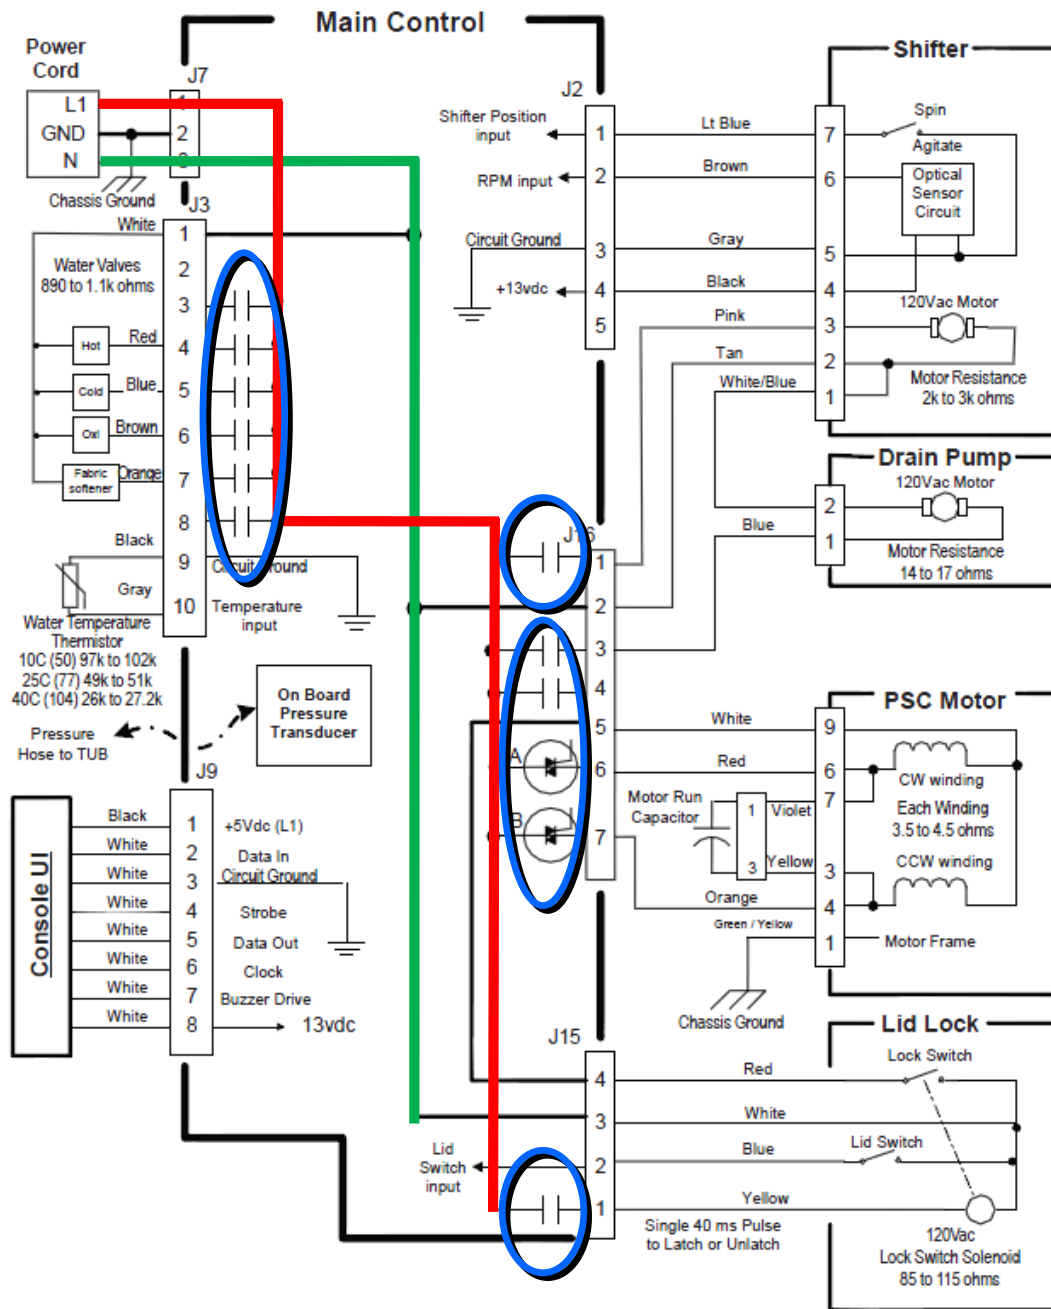 Main Control
Power
Cord
L1
GND
N
Chassis Ground
J7
2
J3
White
1
2
3
4
5
6
7
8
9
10
Water Valves
890 to 1.1k ohms
Hot
Red
Cold
Blue
Oxi
Brown
Fabric
softener
Orange
Black
Gray
Circuit Ground
Temperature
input
Water Temperature
Thermistor
10C (50) 97k to 102k
25C (77) 49k to 51k
40C (104) 26k to 27.2k
Pressure
Hose to TUB
On Board
Pressure
Transducer
J9
Console UI
Black
White
White
White
White
White
White
White
1
2
3
4
5
6
7
8
+5Vdc (L1)
Data In
Circuit Ground
Strobe
Data Out
Clock
Buzzer Drive
13vdc
J2
Shifter Position
input
RPM input
Circuit Ground
+13vdc
1
2
3
4
5
Lt Blue
Brown
Gray
Black
Pink
Tan
White/Blue
Shifter
7
6
5
4
3
2
1
Spin
Agitate
Optical
Sensor
Circuit
120Vac Motor
Motor Resistance
2k to 3k ohms
Drain Pump
2
1
120Vac Motor
Blue
Motor Resistance
14 to 17 ohms
J16
1
2
3
4
5
6
7
A
B
White
Red
Motor Run
Capacitor
1
3
Violet
Yellow
Orange
Green / Yellow
Chassis Ground
PSC Motor
9
6
7
3
4
1
CW winding
Each Winding
3.5 to 4.5 ohms
CCW winding
Motor Frame
J15
4
3
2
1
Lid
Switch
input
Red
White
Blue
Yellow
Single 40 ms Pulse
to Latch or Unlatch
Lid Lock
Lock Switch
Lid Switch
120Vac
Lock Switch Solenoid
85 to 115 ohms